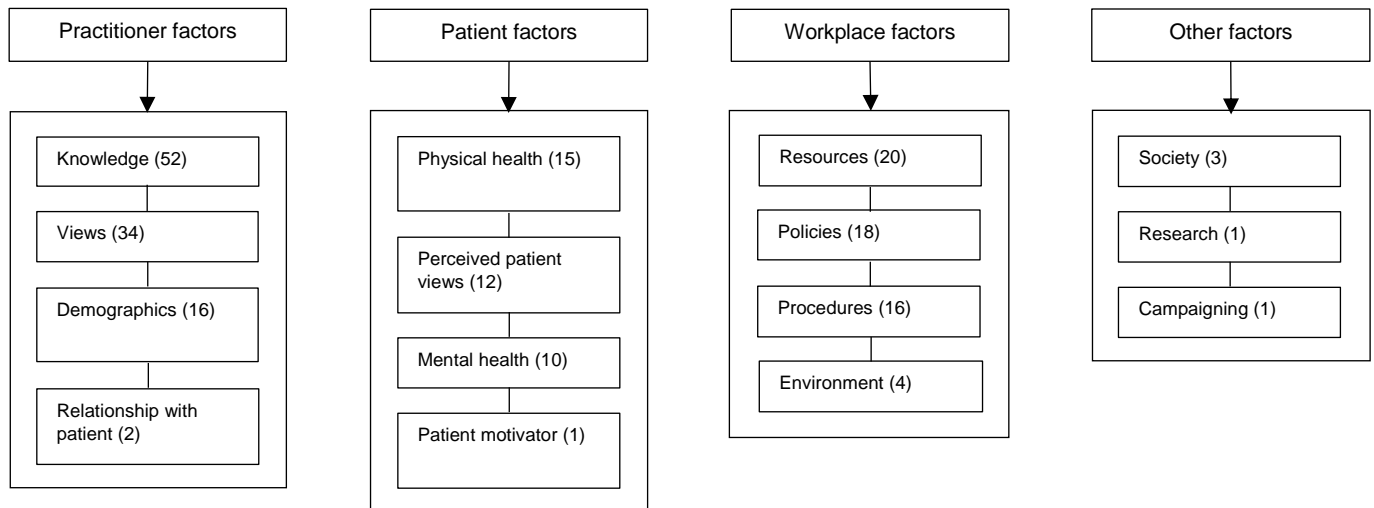 Practitioner factors
Knowledge (52)
Views (34)
Demographics (16)
Relationship with
patient (2)
Patient factors
Physical health (15)
Perceived patient
views (12)
Mental health (10)
Patient motivator (1)
Workplace factors
Resources (20)
Policies (18)
Procedures (16)
Environment (4)
Other factors
Society (3)
Research (1)
Campaigning (1)